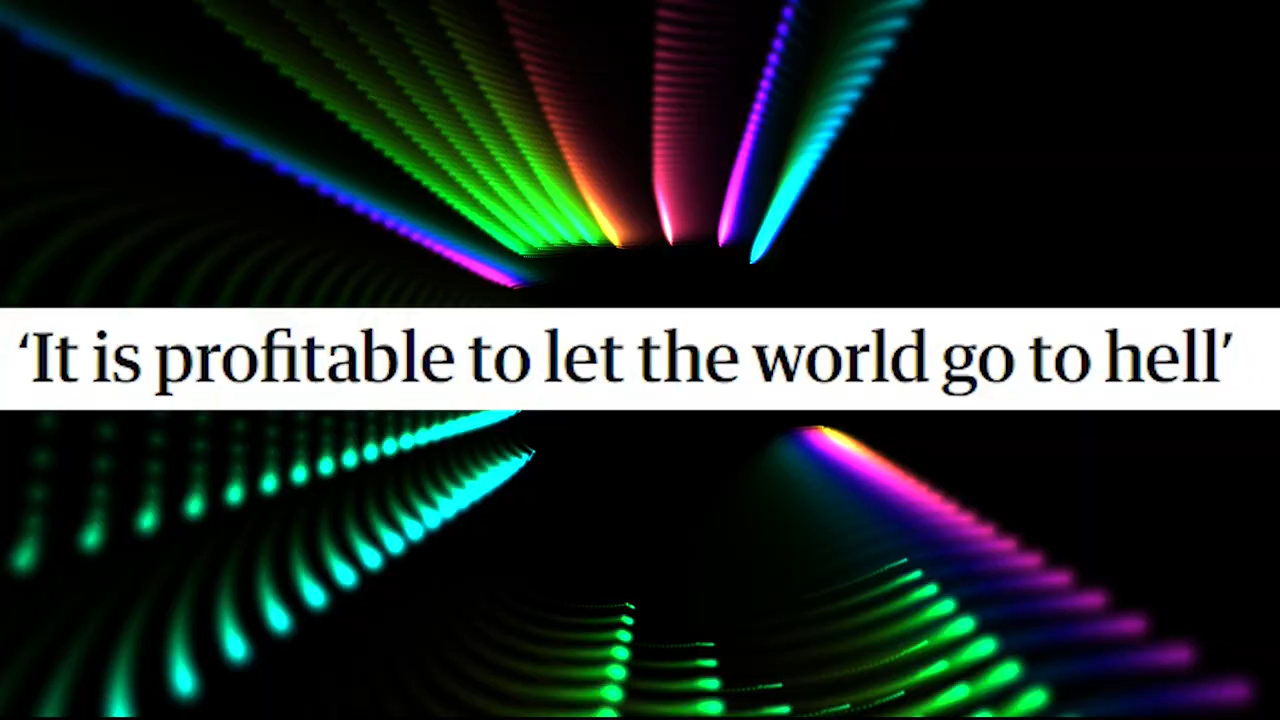 ‘It is profitable to let the world go to hell’